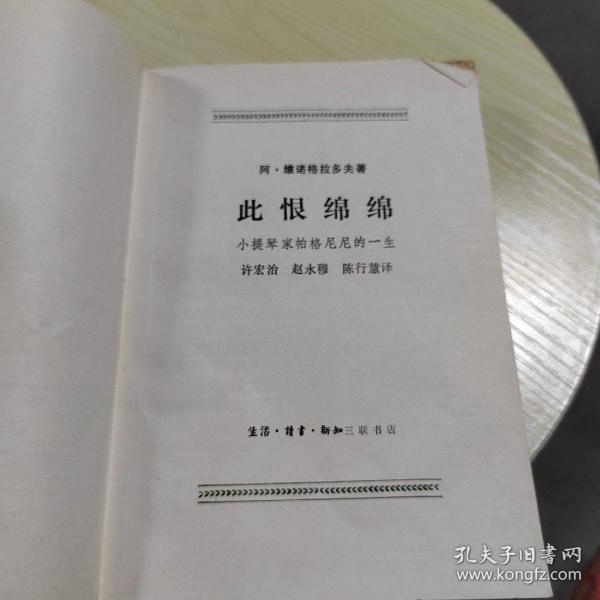 阿·维诺格拉多夫著
此恨绵绵
小提琴家帕格尼尼的一生
许宏治 赵永穆 陈行慧译
生活·读书·新知三联书店
孔夫子旧书网
www.kongfz.com